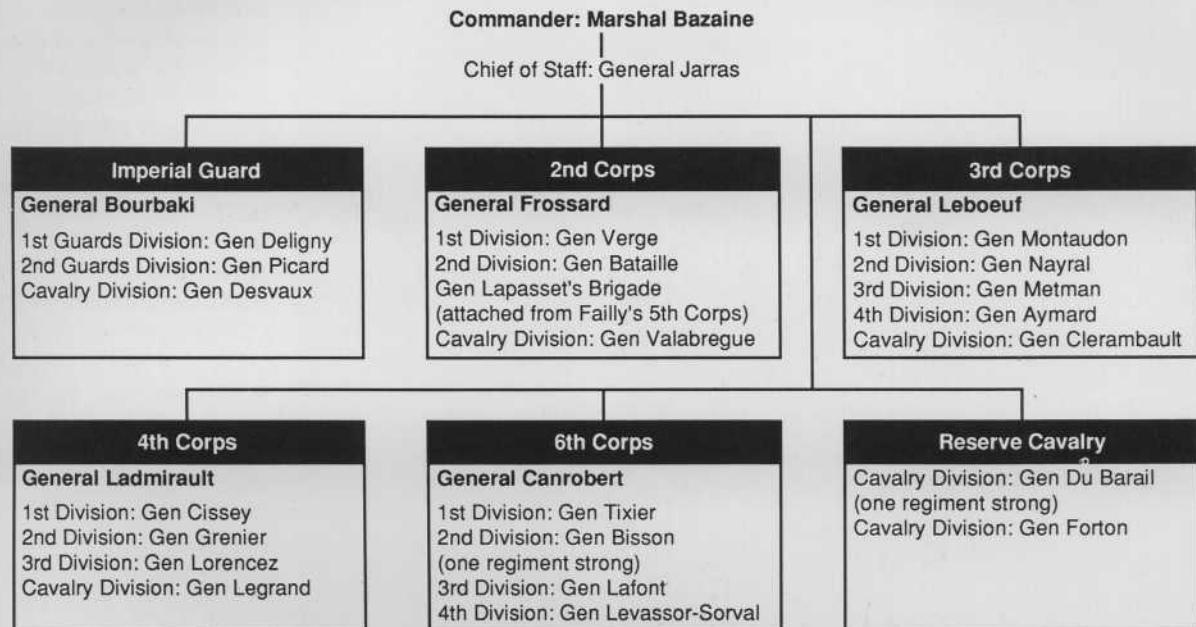 Commander: Marshal Bazaine
Chief of Staff: General Jarras
Imperial Guard
General Bourbaki
1st Guards Division: Gen Deligny
2nd Guards Division: Gen Picard
Cavalry Division: Gen Desvaux
2nd Corps
General Frossard
1st Division: Gen Verge
2nd Division: Gen Bataille
Gen Lapasset's Brigade
(attached from Failly's 5th Corps)
Cavalry Division: Gen Valabregue
3rd Corps
General Leboeuf
1st Division: Gen Montaudon
2nd Division: Gen Nayral
3rd Division: Gen Metman
4th Division: Gen Aymard
Cavalry Division: Gen Clerambault
4th Corps
General Ladmirault
1st Division: Gen Cissey
2nd Division: Gen Grenier
3rd Division: Gen Lorencez
Cavalry Division: Gen Legrand
6th Corps
General Canrobert
1st Division: Gen Tixier
2nd Division: Gen Bisson
(one regiment strong)
3rd Division: Gen Lafont
4th Division: Gen Levassor-Sorval
Reserve Cavalry
Cavalry Division: Gen Du Barail
(one regiment strong)
Cavalry Division: Gen Forton